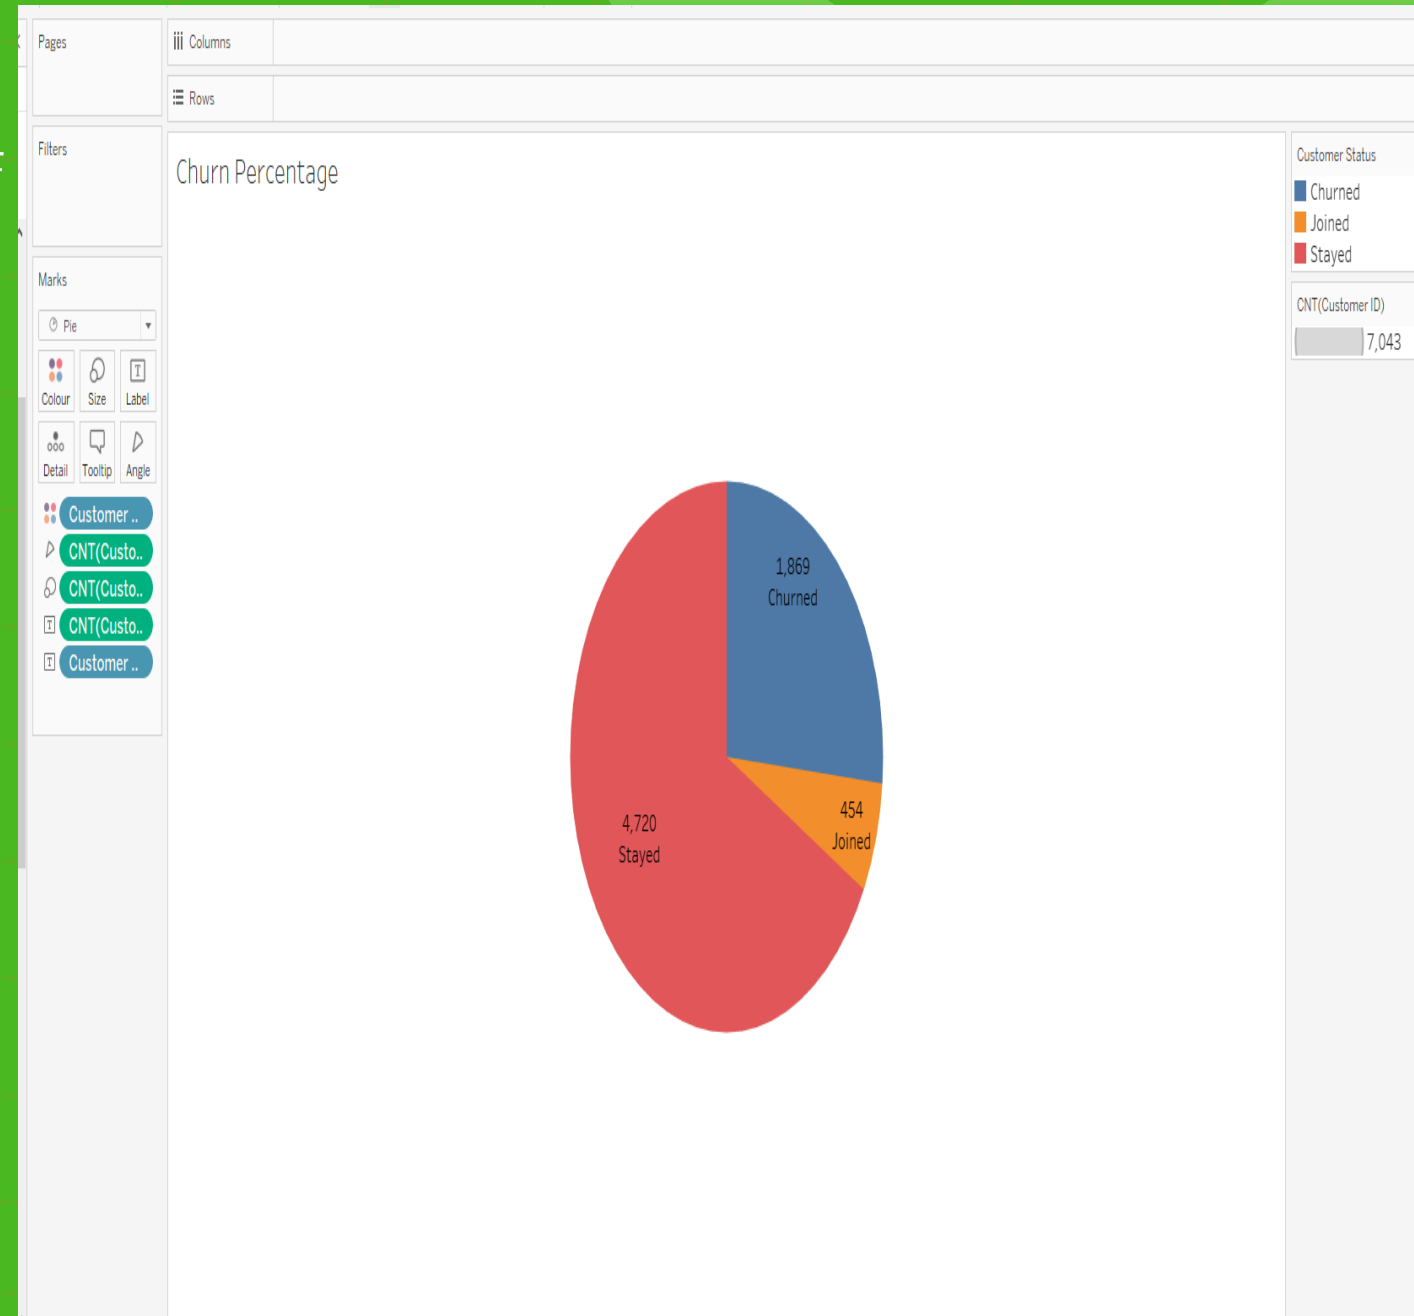 Pages
Columns
Rows
Filters
Churn Percentage
Customer Status
Churned
Joined
Stayed
CNT(Customer ID)
7,043
Marks
Pie
Colour
Size
Label
Detail
Tooltip
Angle
Customer ..
CNT(Custo..
CNT(Custo..
CNT(Custo..
Customer ..
1,869
Churned
454
Joined
4,720
Stayed